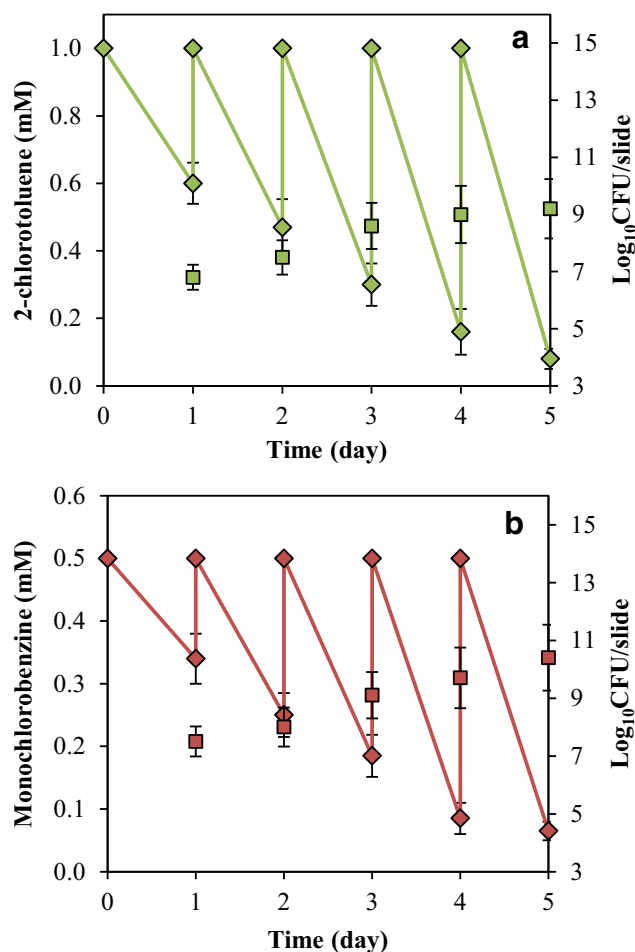 a
2-chlorotoluene (mM)
1.0
0.8
0.6
0.4
0.2
0.0
15
13
11
9
7
5
3
Log10CFU/slide
0 1 2 3 4 5
Time (day)
b
Monochlorobenzine (mM)
0.6
0.5
0.4
0.3
0.2
0.1
0.0
15
13
11
9
7
5
3
Log10CFU/slide
0 1 2 3 4 5
Time (day)